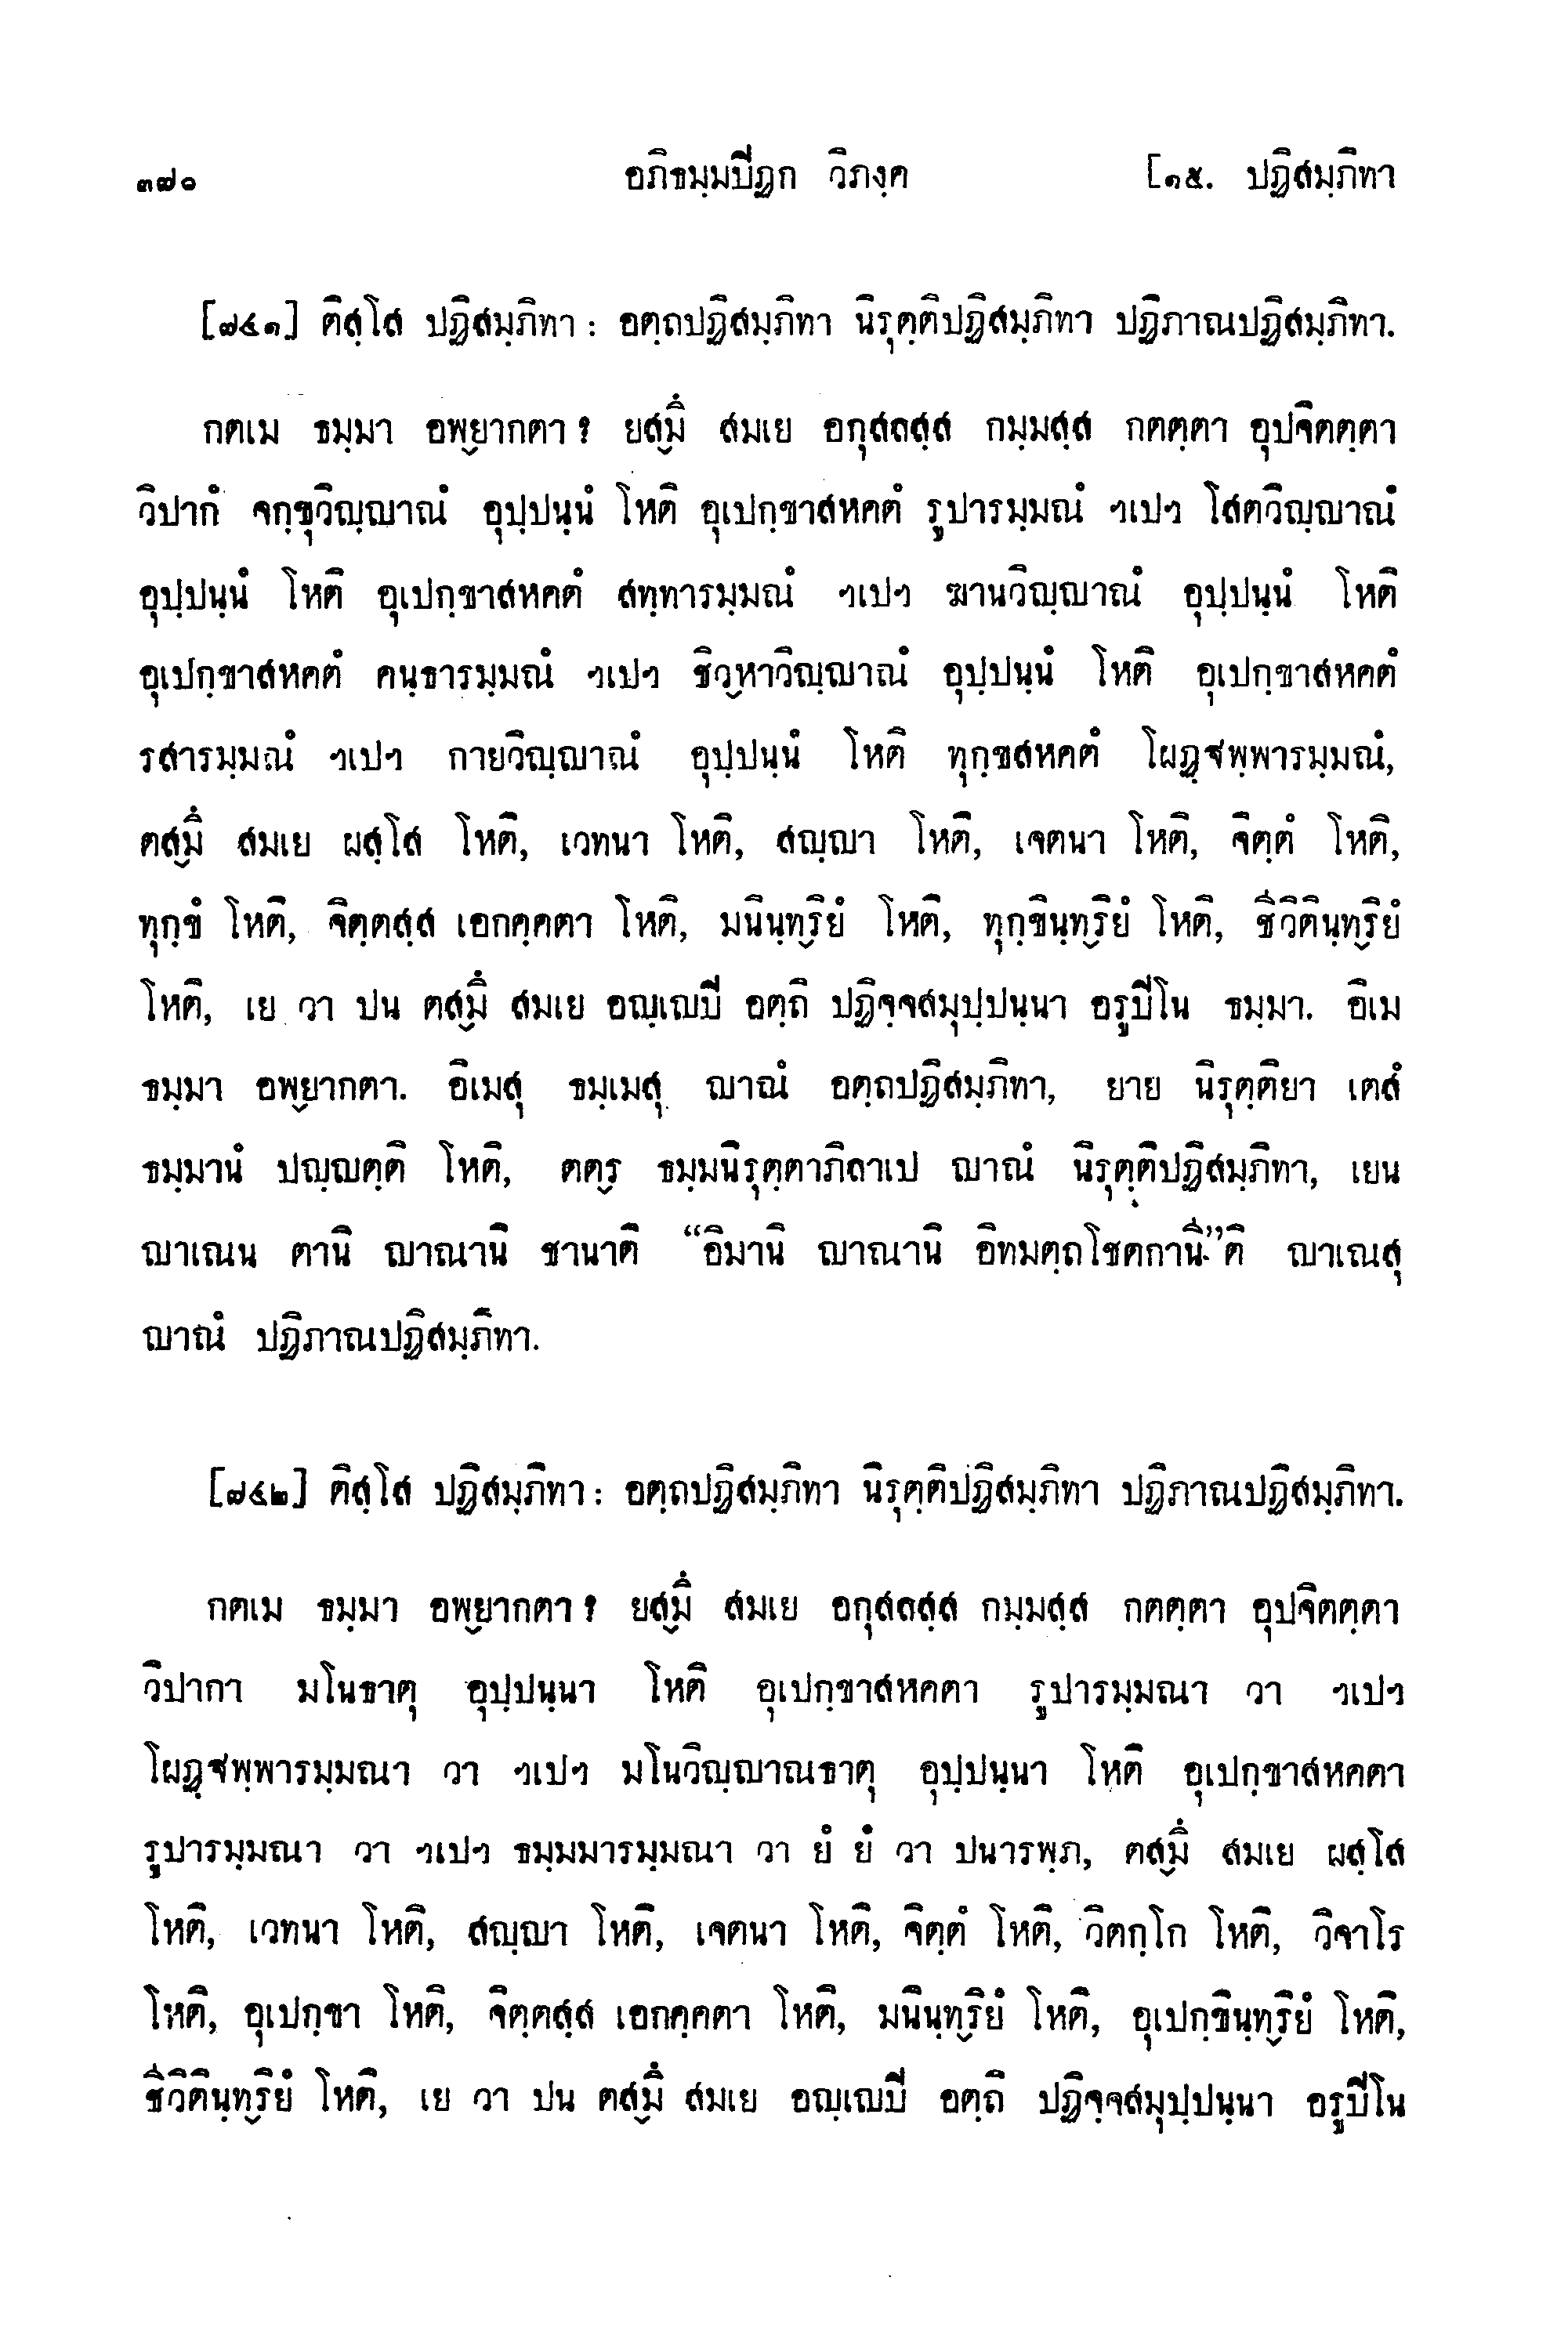 ๓๗๐ อภิธมฺมปิฏก วิภงฺค [๑๕. ปฏิสมฺภิทา
[๗๔๑] ติสฺโส ปฏิสมฺภิทา : อตฺถปฏิสมฺภิทา นิรุตฺติปฏิสมฺภิทา ปฏิภาณปฏิสมฺภิทา.
กตเม ธมฺมา อพฺยากตา ? ยสฺมึ สมเย อกุสลสฺส กมฺมสฺส กตตฺตา อุปจิตตฺตา
วิปากํ จกฺขุวิญฺญาณํ อุปฺปนฺนํ โหติ อุเปกฺขาสหคตํ รูปารมฺมณํ ฯเปฯ โสตวิญฺญาณํ
อุปฺปนฺนํ โหติ อุเปกฺขาสหคตํ สทฺทารมฺมณํ ฯเปฯ ฆานวิญฺญาณํ อุปฺปนฺนํ โหติ
อุเปกฺขาสหคตํ คนฺธารมฺมณํ ฯเปฯ ชิวฺหาวิญฺญาณํ อุปฺปนฺนํ โหติ อุเปกฺขาสหคตํ
รสารมฺมณํ ฯเปฯ กายวิญฺญาณํ อุปฺปนฺนํ โหติ ทุกฺขสหคตํ โผฏฺฐพฺพารมฺมณํ,
ตสฺมึ สมเย ผสฺโส โหติ, เวทนา โหติ, สญฺญา โหติ, เจตนา โหติ, จิตฺตํ โหติ,
ทุกฺขํ โหติ, จิตฺตสฺส เอกคฺคตา โหติ, มนินฺทฺริยํ โหติ, ทุกฺขินฺทฺริยํ โหติ, ชีวิตินฺทฺริยํ
โหติ, เย วา ปน ตสฺมึ สมเย อญฺเญปิ อตฺถิ ปฏิจฺจสมุปฺปนฺนา อรูปิโน ธมฺมา. อิเม
ธมฺมา อพฺยากตา. อิเมสุ ธมฺเมสุ ญาณํ อตฺถปฏิสมฺภิทา, ยาย นิรุตฺติยา เตสํ
ธมฺมานํ ปญฺญตฺติ โหติ, ตตฺร ธมฺมนิรุตฺตาภิลาเป ญาณํ นิรุตฺติปฏิสมฺภิทา, เยน
ญาเณน ตานิ ญาณานิ ชานาติ “อิมานิ ญาณานิ อิทมตฺถโชตกานี”ติ ญาเณสุ
ญาณํ ปฏิภาณปฏิสมฺภิทา.
[๗๔๒] ติสฺโส ปฏิสมฺภิทา : อตฺถปฏิสมฺภิทา นิรุตฺติปฏิสมฺภิทา ปฏิภาณปฏิสมฺภิทา.
กตเม ธมฺมา อพฺยากตา ? ยสฺมึ สมเย อกุสลสฺส กมฺมสฺส กตตฺตา อุปจิตตฺตา
วิปากา มโนธาตุ อุปฺปนฺนา โหติ อุเปกฺขาสหคตา รูปารมฺมณา วา ฯเปฯ
โผฏฺฐพฺพารมฺมณา วา ฯเปฯ มโนวิญฺญาณธาตุ อุปฺปนฺนา โหติ อุเปกฺขาสหคตา
รูปารมฺมณา วา ฯเปฯ ธมฺมมารมฺมณา วา ยํ ยํ วา ปนารพฺภ, ตสฺมึ สมเย ผสฺโส
โหติ, เวทนา โหติ, สญฺญา โหติ, เจตนา โหติ, จิตฺตํ โหติ, วิตกฺโก โหติ, วิจาโร
โหติ, อุเปกฺขา โหติ, จิตฺตสฺส เอกคฺคตา โหติ, มนินฺทฺริยํ โหติ, อุเปกฺขินฺทฺริยํ โหติ,
ชีวิตินฺทฺริยํ โหติ, เย วา ปน ตสฺมึ สมเย อญฺเญปิ อตฺถิ ปฏิจฺจสมุปฺปนฺนา อรูปิโน